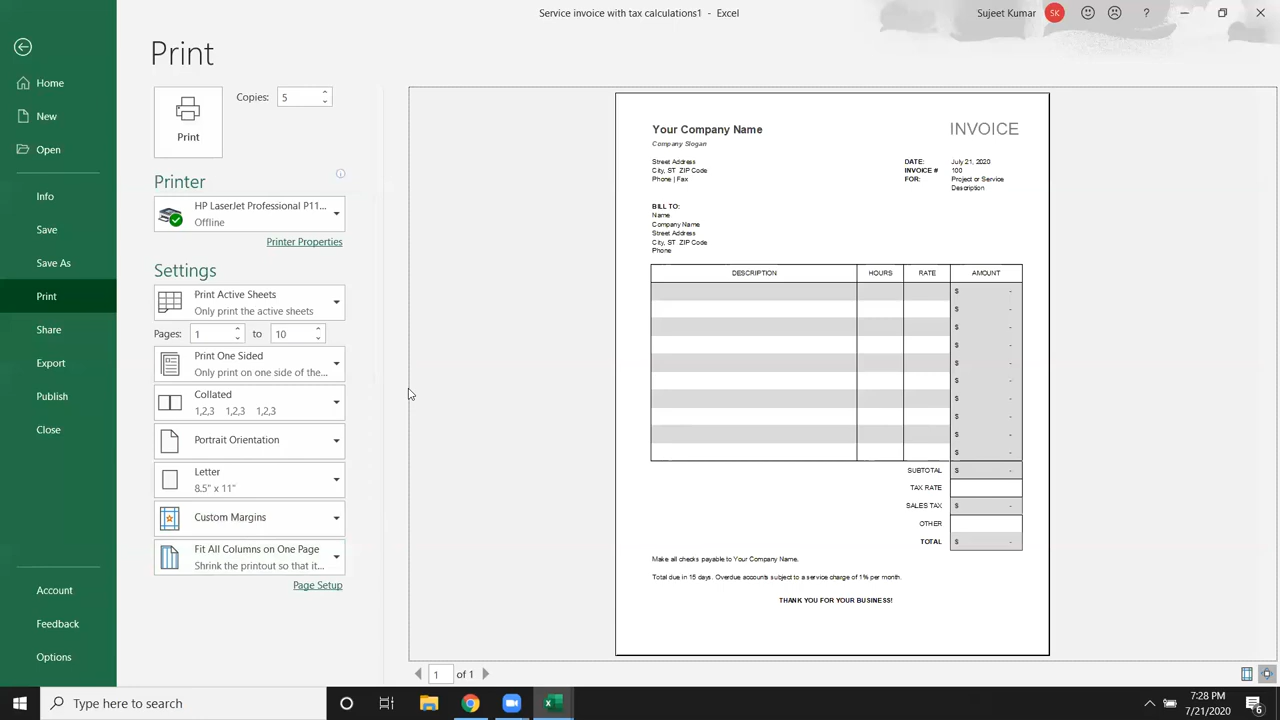 Service invoice with tax calculations1 - Excel
Sujeet Kumar
SK
?
Print
Home
New
Open
Info
Save
Save As
Print
Share
Export
Publish
Close
Account
Feedback
Options
Print
Copies: 5
Printer
HP LaserJet Professional P11...
Offline
Printer Properties
Settings
Print Active Sheets
Only print the active sheets
Pages: 1 to 10
Print One Sided
Only print on one side of the...
Collated
1,2,3 1,2,3 1,2,3
Portrait Orientation
Letter
8.5" x 11"
Custom Margins
Fit All Columns on One Page
Shrink the printout so that it...
Page Setup
Your Company Name
INVOICE
Company Slogan
Street Address
City, ST ZIP Code
Phone | Fax
DATE: July 21, 2020
INVOICE # 100
FOR: Project or Service
Description
BILL TO:
Name
Company Name
Street Address
City, ST ZIP Code
Phone
DESCRIPTION HOURS RATE AMOUNT
$ -
$ -
$ -
$ -
$ -
$ -
$ -
$ -
$ -
$ -
SUBTOTAL $ -
TAX RATE
SALES TAX $ -
OTHER
TOTAL $ -
Make all checks payable to Your Company Name.
Total due in 15 days. Overdue accounts subject to a service charge of 1% per month.
THANK YOU FOR YOUR BUSINESS!
1 of 1
Type here to search
7:28 PM
7/21/2020
6